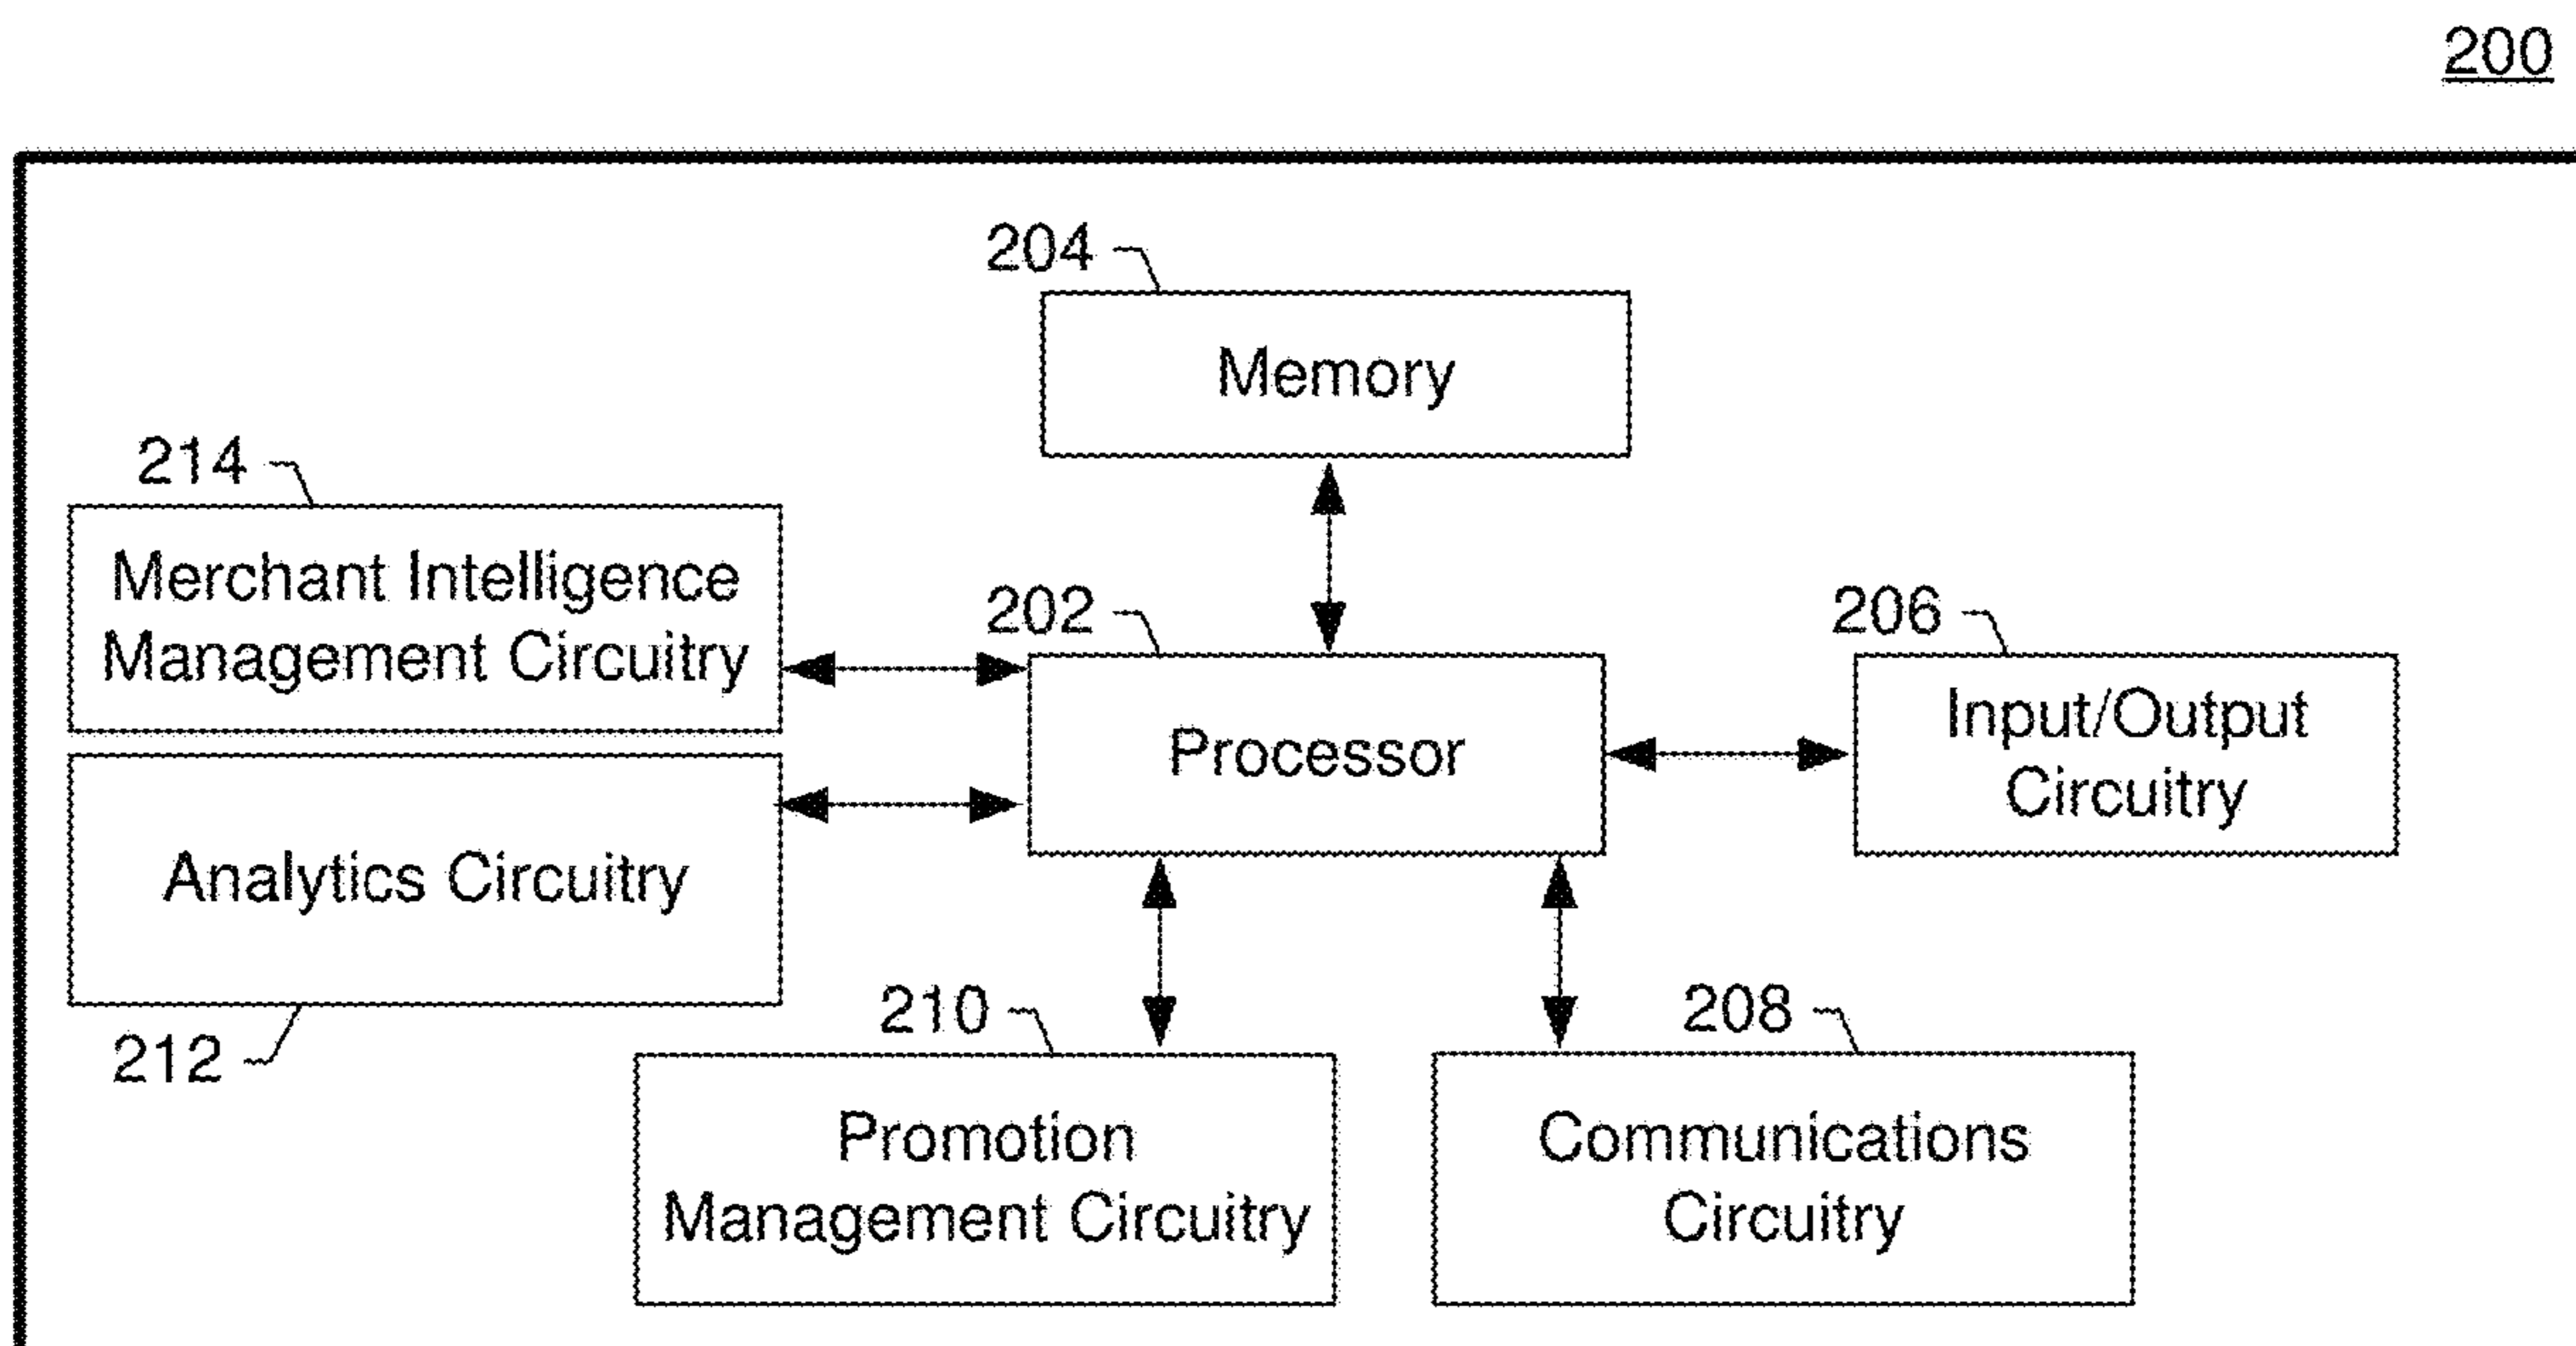 200
204
Memory
214
Merchant Intelligence
Management Circuitry
202
Processor
206
Input/Output
Circuitry
Analytics Circuitry
212
210
Promotion
Management Circuitry
208
Communications
Circuitry